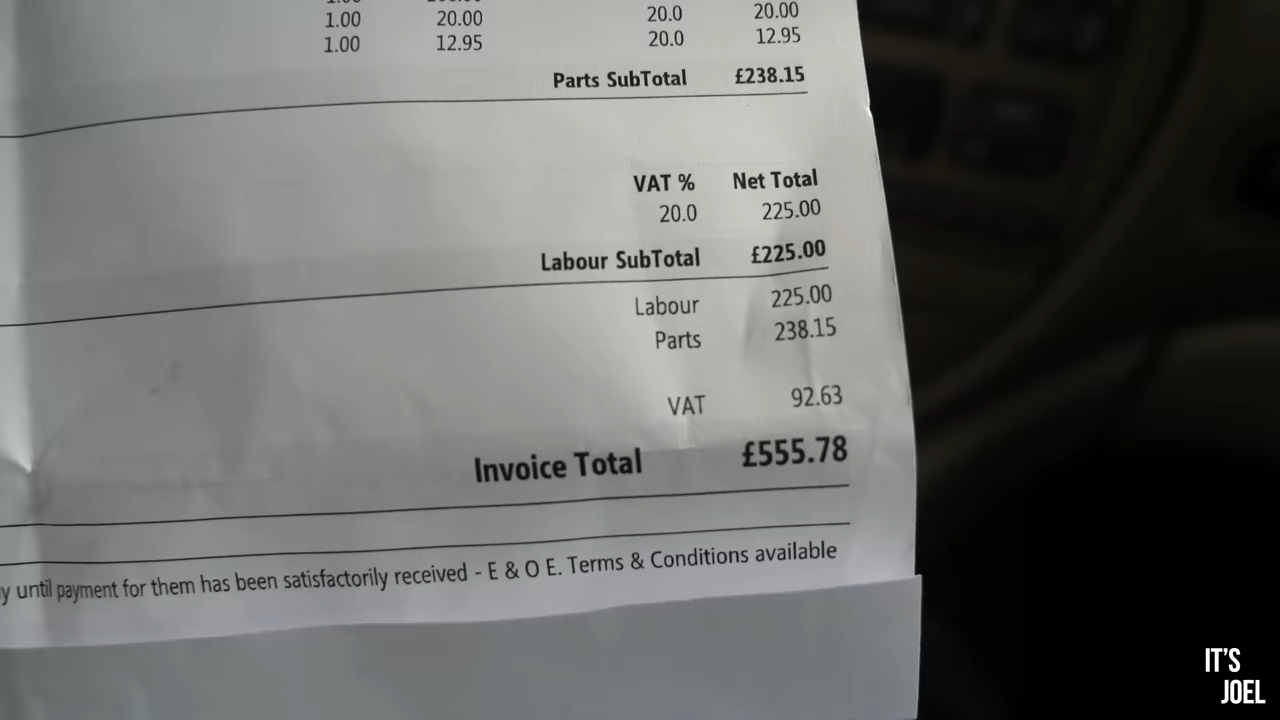 1.00 20.00 20.0 20.00
1.00 12.95 20.0 12.95
Parts SubTotal £238.15
VAT % Net Total
20.0 225.00
Labour SubTotal £225.00
Labour 225.00
Parts 238.15
VAT 92.63
Invoice Total £555.78
until payment for them has been satisfactorily received - E & O E. Terms & Conditions available
IT'S
JOEL